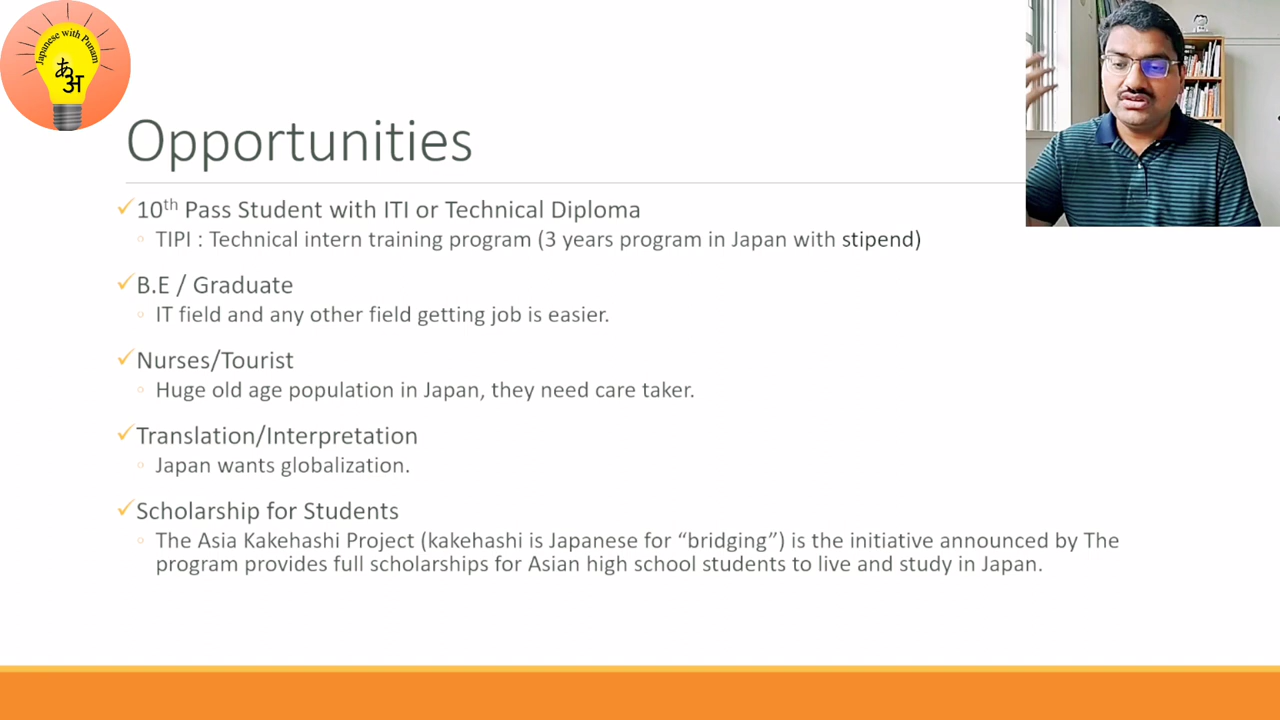 Japanese with Punam
あ
अ
Opportunities
10th Pass Student with ITI or Technical Diploma
TIPI : Technical intern training program (3 years program in Japan with stipend)
B.E / Graduate
IT field and any other field getting job is easier.
Nurses/Tourist
Huge old age population in Japan, they need care taker.
Translation/Interpretation
Japan wants globalization.
Scholarship for Students
The Asia Kakehashi Project (kakehashi is Japanese for “bridging”) is the initiative announced by The
program provides full scholarships for Asian high school students to live and study in Japan.